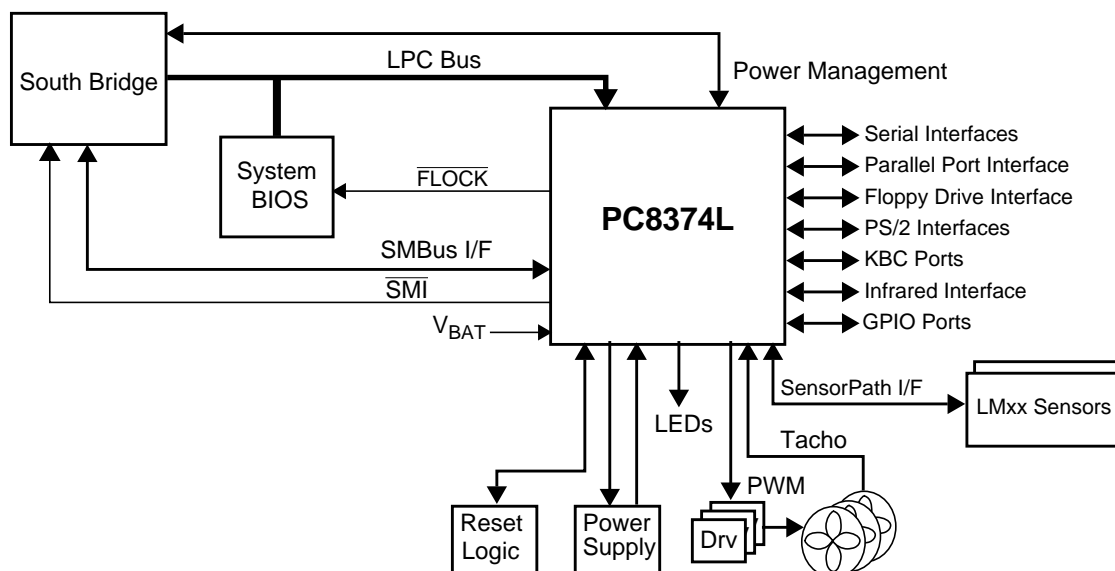 South Bridge
LPC Bus
Power Management
System
BIOS
FLOCK
PC8374L
SMBus I/F
SMI
VBAT
Serial Interfaces
Parallel Port Interface
Floppy Drive Interface
PS/2 Interfaces
KBC Ports
Infrared Interface
GPIO Ports
SensorPath I/F
LMxx Sensors
LEDs
Tacho
PWM
Reset
Logic
Power
Supply
Drv